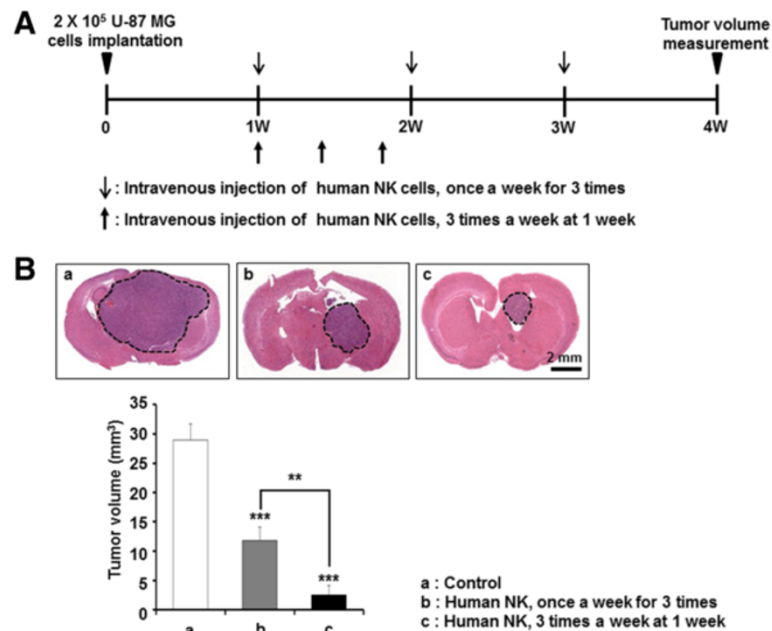 A
2 X 10⁵ U-87 MG
cells implantation
Tumor volume
measurement
0
1W
2W
3W
4W
: Intravenous injection of human NK cells, once a week for 3 times
: Intravenous injection of human NK cells, 3 times a week at 1 week
B
a
b
c
2 mm
Tumor volume (mm³)
35
30
25
20
15
10
5
0
***
**
***
a
b
c
a : Control
b : Human NK, once a week for 3 times
c : Human NK, 3 times a week at 1 week